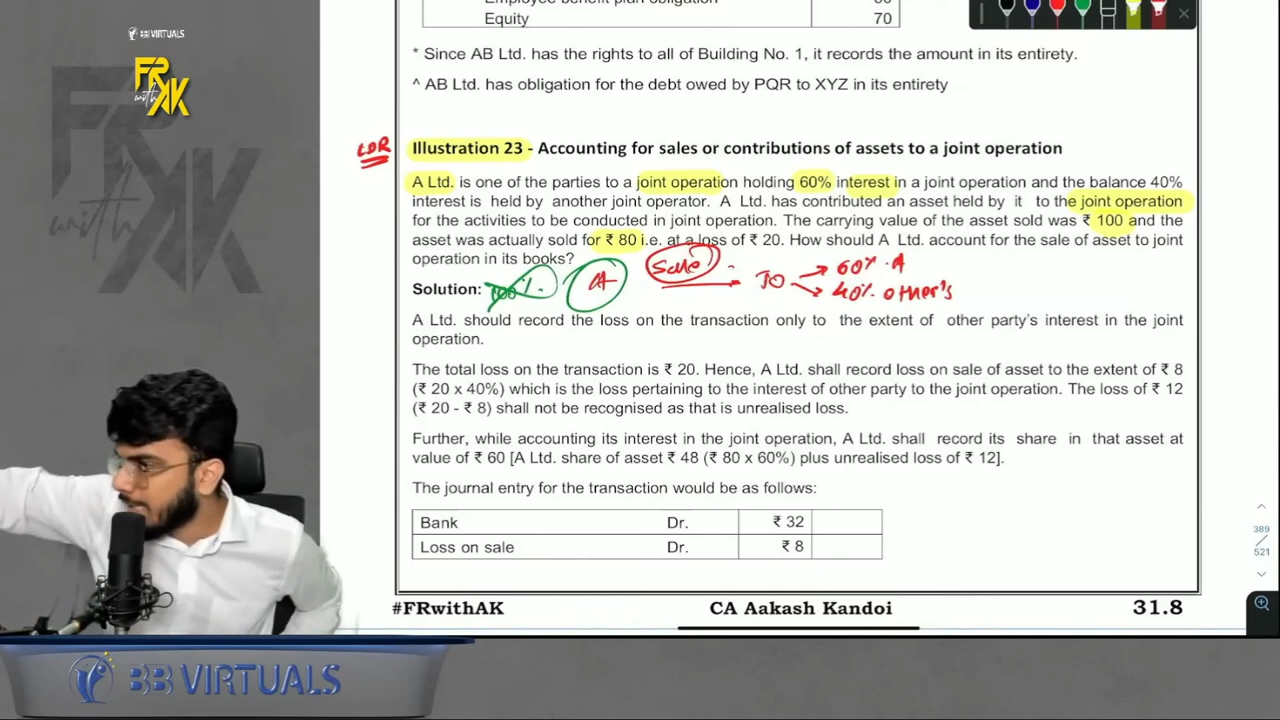 Equity 70
BB VIRTUALS
FR
with
AK
* Since AB Ltd. has the rights to all of Building No. 1, it records the amount in its entirety.
^ AB Ltd. has obligation for the debt owed by PQR to XYZ in its entirety
LDR
Illustration 23 - Accounting for sales or contributions of assets to a joint operation
A Ltd. is one of the parties to a joint operation holding 60% interest in a joint operation and the balance 40%
interest is held by another joint operator. A Ltd. has contributed an asset held by it to the joint operation
for the activities to be conducted in joint operation. The carrying value of the asset sold was ₹ 100 and the
asset was actually sold for ₹ 80 i.e. at a loss of ₹ 20. How should A Ltd. account for the sale of asset to joint
operation in its books?
Solution: 100% A Sale JO 60% A
40% other's
A Ltd. should record the loss on the transaction only to the extent of other party's interest in the joint
operation.
The total loss on the transaction is ₹ 20. Hence, A Ltd. shall record loss on sale of asset to the extent of ₹ 8
(₹ 20 x 40%) which is the loss pertaining to the interest of other party to the joint operation. The loss of ₹ 12
(₹ 20 - ₹ 8) shall not be recognised as that is unrealised loss.
Further, while accounting its interest in the joint operation, A Ltd. shall record its share in that asset at
value of ₹ 60 [A Ltd. share of asset ₹ 48 (₹ 80 x 60%) plus unrealised loss of ₹ 12].
The journal entry for the transaction would be as follows:
Bank Dr. ₹ 32
Loss on sale Dr. ₹ 8
389
521
#FRwithAK CA Aakash Kandoi 31.8
BB VIRTUALS